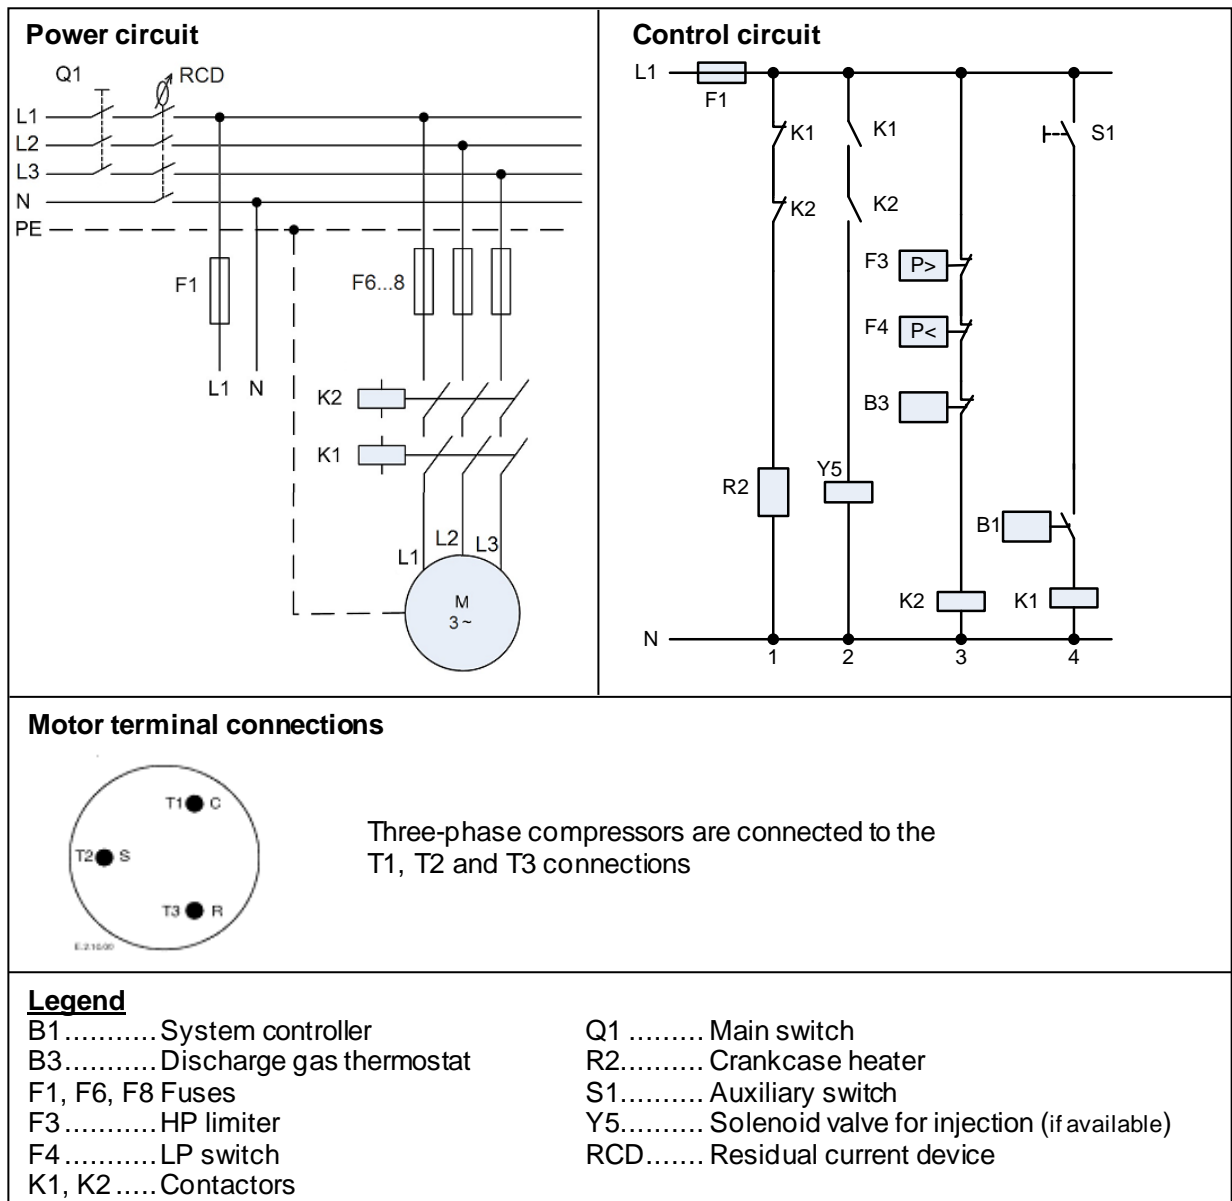 Power circuit
Q1
RCD
L1
L2
L3
N
PE
F1
F6...8
L1 N
K2
K1
L1
L2
L3
M
3 ~
Control circuit
L1
F1
K1
K1
S1
K2
K2
F3 P>
F4 P<
B3
R2
Y5
B1
K2
K1
N
1 2 3 4
Motor terminal connections
T1 C
T2 S
T3 R
E.2.10.00
Three-phase compressors are connected to the
T1, T2 and T3 connections
Legend
B1........... System controller
B3........... Discharge gas thermostat
F1, F6, F8 Fuses
F3........... HP limiter
F4........... LP switch
K1, K2..... Contactors
Q1......... Main switch
R2.......... Crankcase heater
S1.......... Auxiliary switch
Y5.......... Solenoid valve for injection (if available)
RCD....... Residual current device